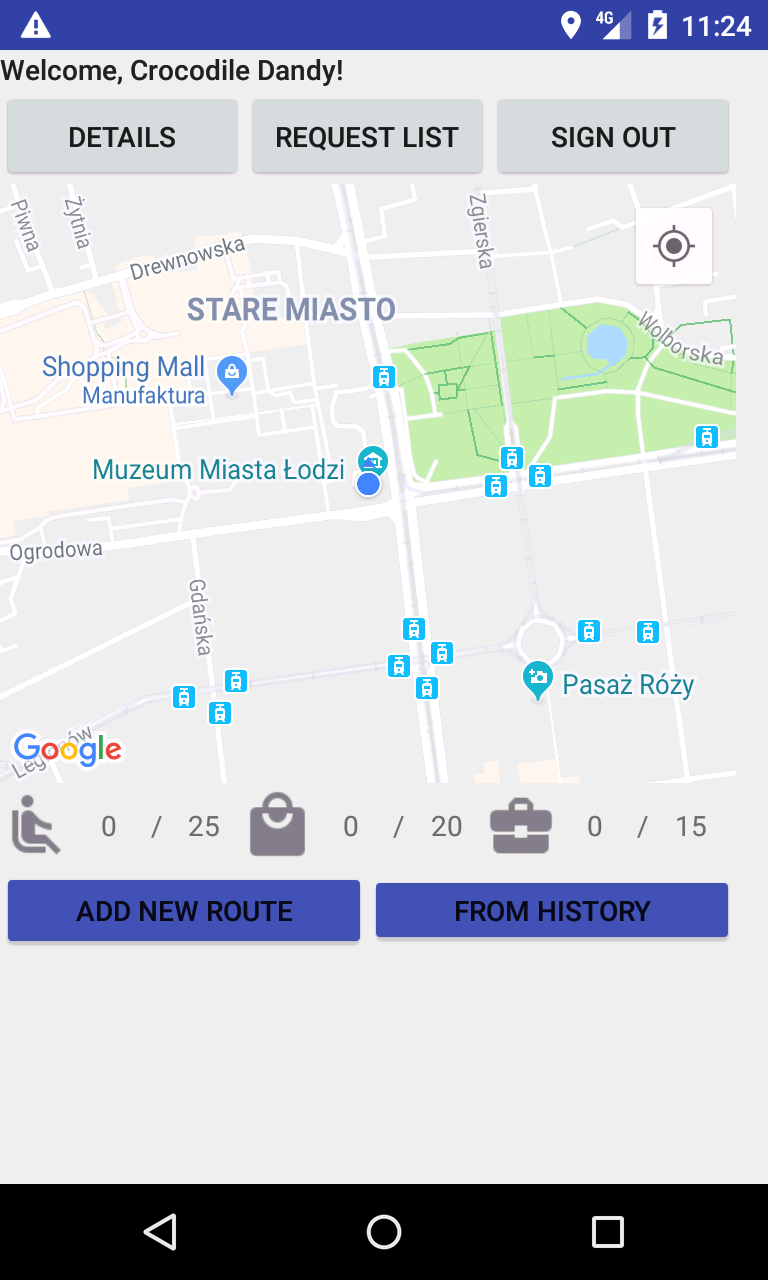 4G 11:24
Welcome, Crocodile Dandy!
DETAILS REQUEST LIST SIGN OUT
Piwna
Żytnia
Zgierska
Drewnowska
STARE MIASTO
Wolborska
Shopping Mall
Manufaktura
Muzeum Miasta Łodzi
Ogrodowa
Gdańska
Pasaż Róży
Google
0 / 25 0 / 20 0 / 15
ADD NEW ROUTE FROM HISTORY